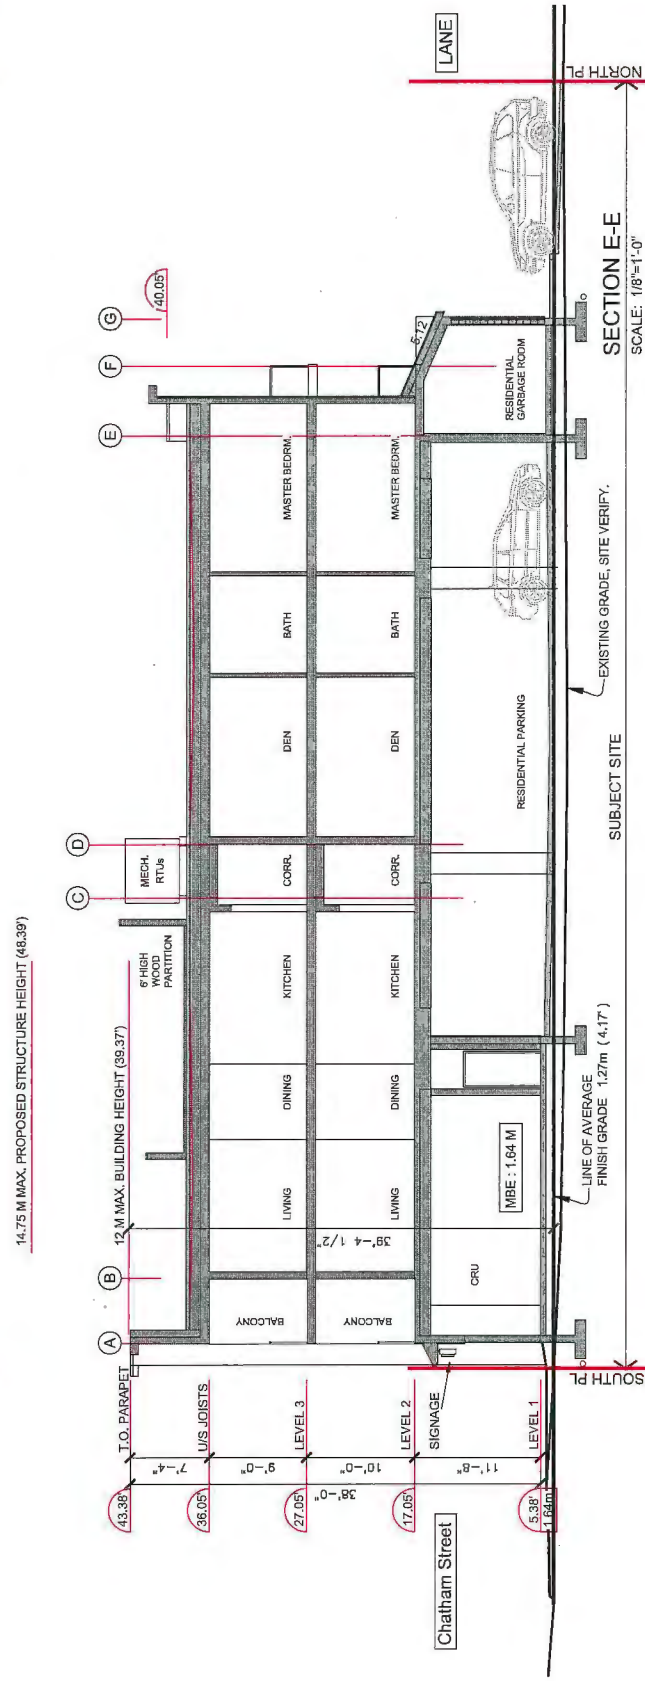 14.75 M MAX. PROPOSED STRUCTURE HEIGHT (48.39')
12 M MAX. BUILDING HEIGHT (39.37')
A
B
C
D
E
F
G
40.05'
6' HIGH
WOOD
PARTITION
MECH.
RTUs
43.38'
T.O. PARAPET
7'-4"
36.05'
U/S JOISTS
9'-0"
27.05'
LEVEL 3
10'-0"
38'-0"
17.05'
LEVEL 2
11'-8"
5.38'
1.64m
LEVEL 1
BALCONY
LIVING
DINING
KITCHEN
CORR.
DEN
BATH
MASTER BEDRM.
BALCONY
LIVING
DINING
KITCHEN
CORR.
DEN
BATH
MASTER BEDRM.
39'-4 1/2"
5:12
SIGNAGE
CRU
MBE : 1.64 M
RESIDENTIAL PARKING
RESIDENTIAL
GARBAGE ROOM
Chatham Street
LANE
SOUTH PL
NORTH PL
LINE OF AVERAGE
FINISH GRADE 1.27m ( 4.17')
EXISTING GRADE, SITE VERIFY.
SUBJECT SITE
SECTION E-E
SCALE: 1/8"=1'-0"